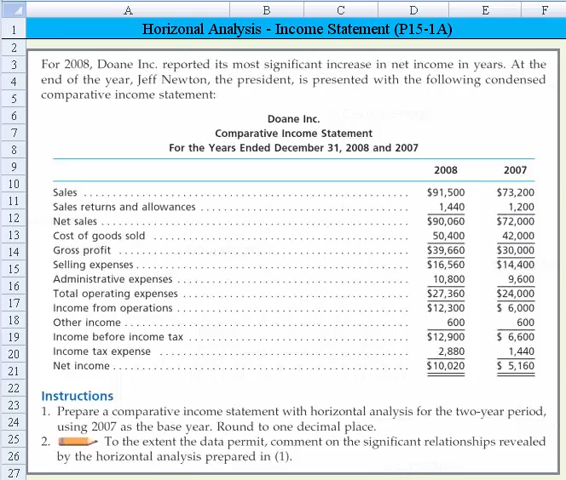 A B C D E F
1 Horizonal Analysis - Income Statement (P15-1A)
2
3 For 2008, Doane Inc. reported its most significant increase in net income in years. At the
4 end of the year, Jeff Newton, the president, is presented with the following condensed
5 comparative income statement:
6 Doane Inc.
7 Comparative Income Statement
8 For the Years Ended December 31, 2008 and 2007
9 2008 2007
10
11 Sales $91,500 $73,200
Sales returns and allowances 1,440 1,200
12 Net sales $90,060 $72,000
13 Cost of goods sold 50,400 42,000
14 Gross profit $39,660 $30,000
15 Selling expenses $16,560 $14,400
16 Administrative expenses 10,800 9,600
Total operating expenses $27,360 $24,000
17 Income from operations $12,300 $ 6,000
18 Other income 600 600
19 Income before income tax $12,900 $ 6,600
20 Income tax expense 2,880 1,440
21 Net income $10,020 $ 5,160
22
Instructions
23 1. Prepare a comparative income statement with horizontal analysis for the two-year period,
24 using 2007 as the base year. Round to one decimal place.
25 2. To the extent the data permit, comment on the significant relationships revealed
26 by the horizontal analysis prepared in (1).
27